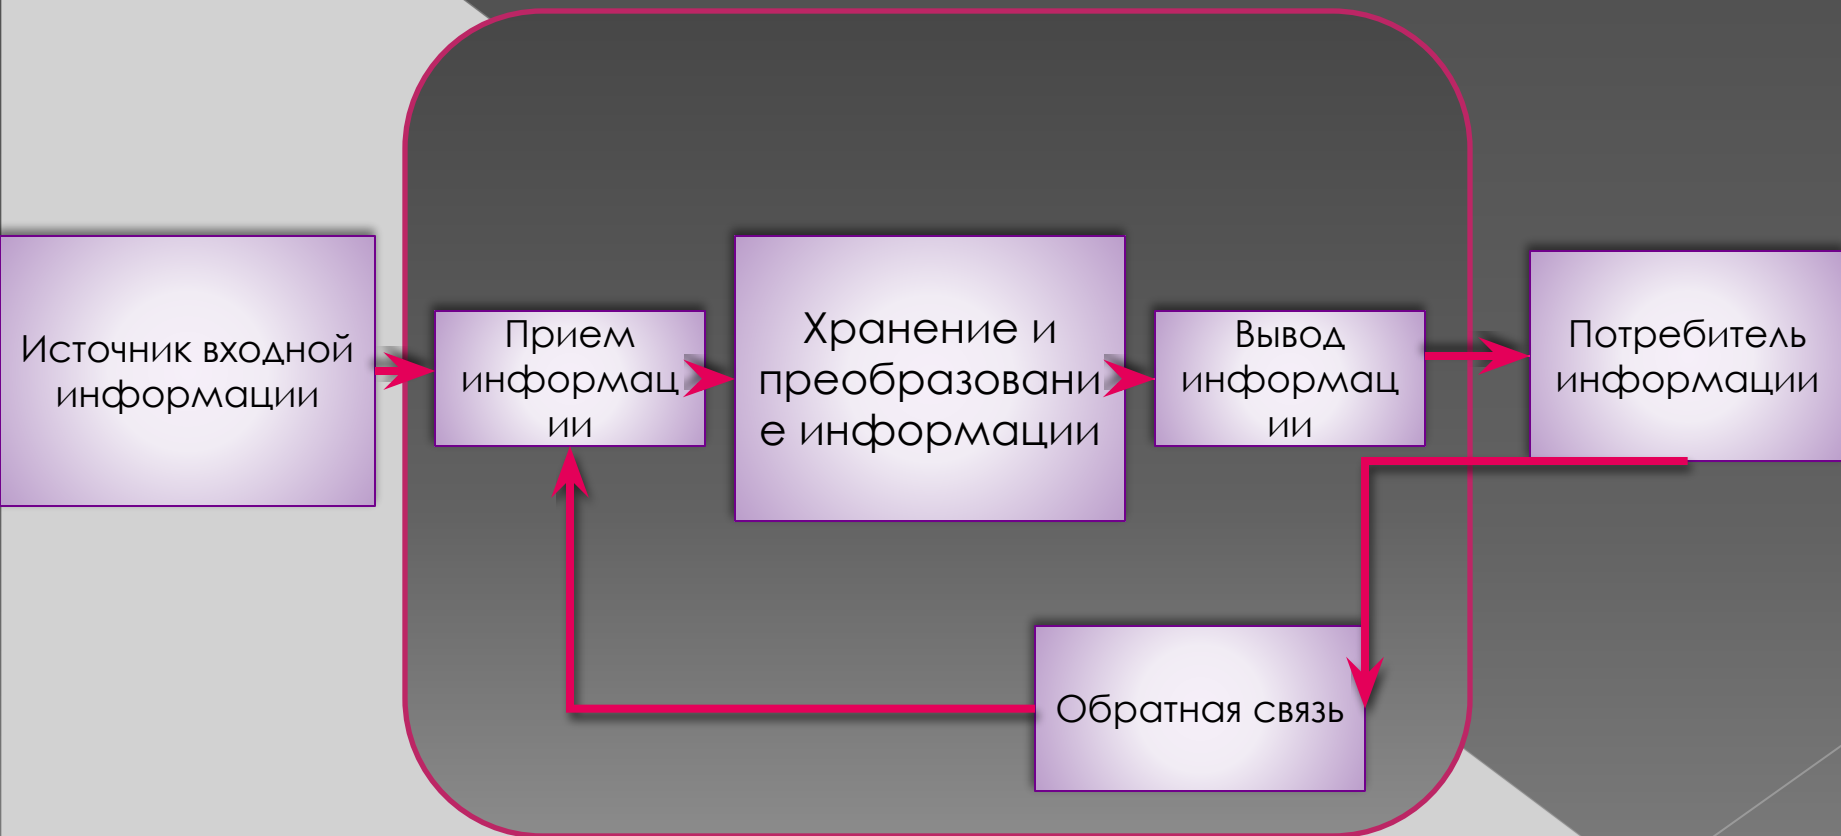 Источник входной
информации
Прием
информац
ии
Хранение и
преобразовани
е информации
Вывод
информац
ии
Потребитель
информации
Обратная связь